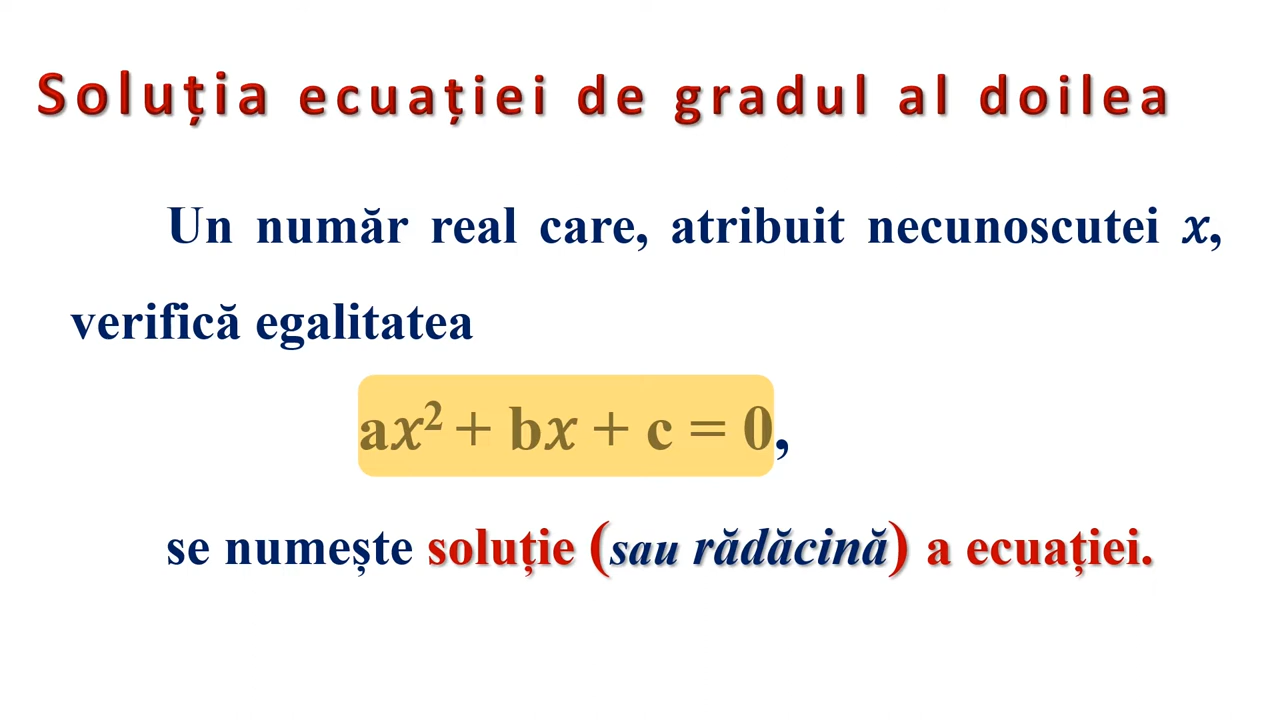 Soluția ecuației de gradul al doilea
Un număr real care, atribuit necunoscutei x,
verifică egalitatea
ax² + bx + c = 0,
se numește soluție (sau rădăcină) a ecuației.